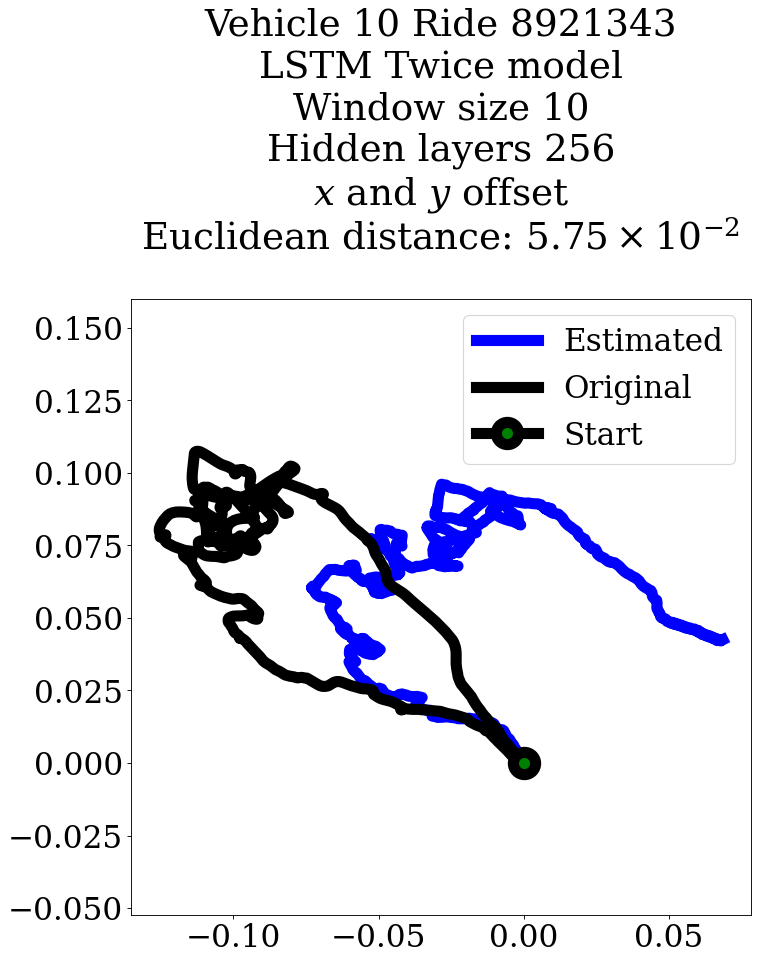 Vehicle 10 Ride 8921343
LSTM Twice model
Window size 10
Hidden layers 256
x and y offset
Euclidean distance: 5.75 × 10⁻²
Estimated
Original
Start
0.150
0.125
0.100
0.075
0.050
0.025
0.000
−0.025
−0.050
−0.10 −0.05 0.00 0.05